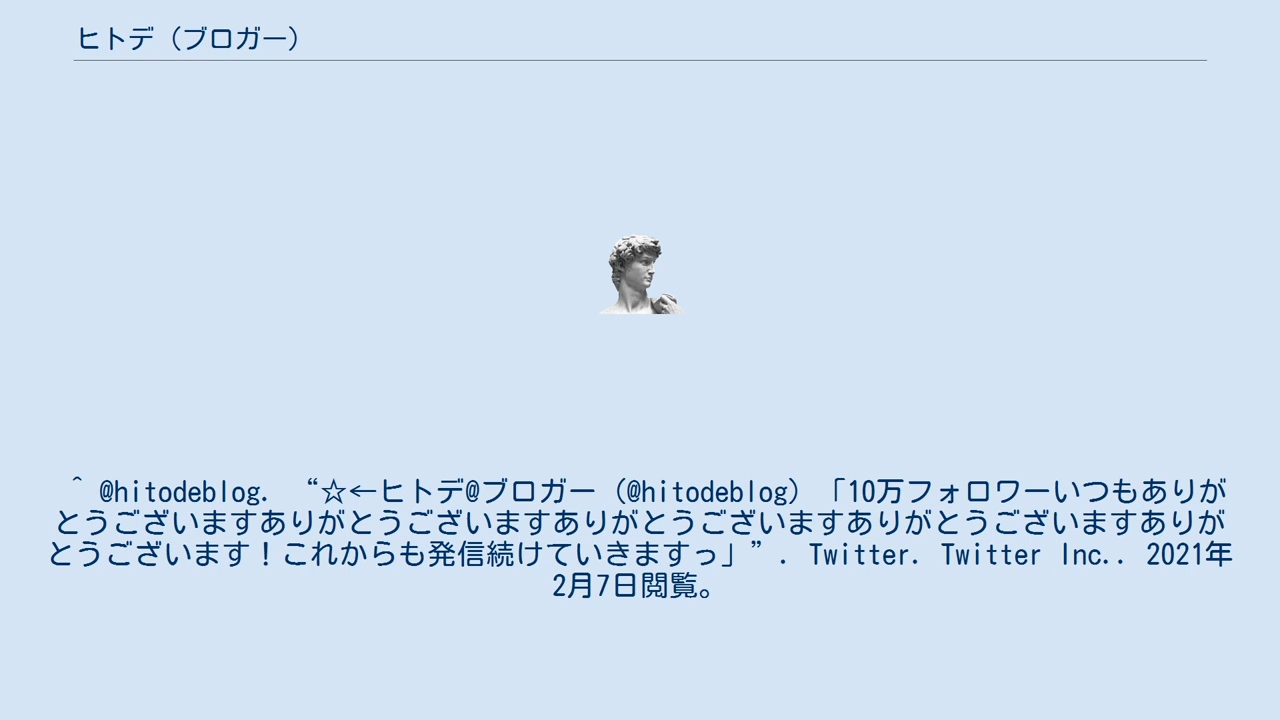 ヒトデ（ブロガー）
^ @hitodeblog. “☆←ヒトデ@ブロガー（@hitodeblog）「10万フォロワーいつもありが
とうございますありがとうございますありがとうございますありがとうございますありが
とうございます！これからも発信続けていきますっ」”. Twitter. Twitter Inc.. 2021年
2月7日閲覧。